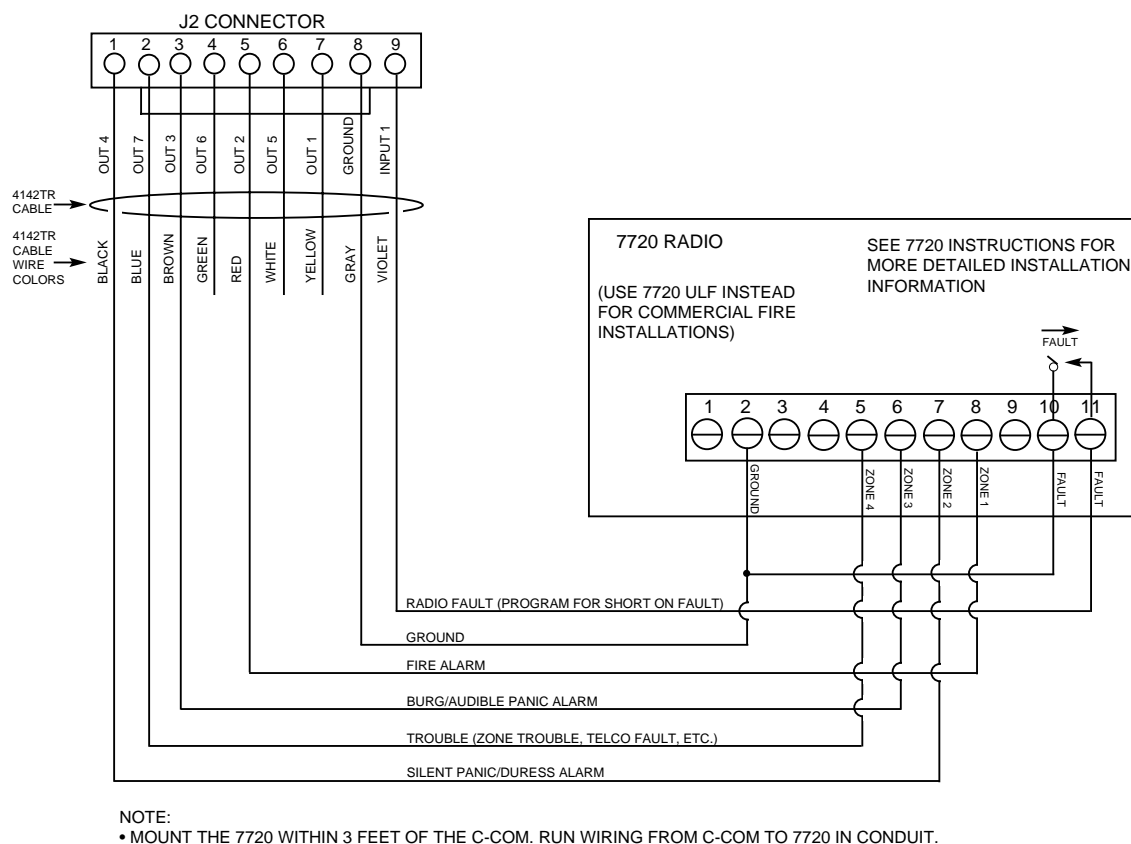 J2 CONNECTOR
1 2 3 4 5 6 7 8 9
OUT 4
OUT 7
OUT 3
OUT 6
OUT 2
OUT 5
OUT 1
GROUND
INPUT 1
4142TR
CABLE
4142TR
CABLE
WIRE
COLORS
BLACK
BLUE
BROWN
GREEN
RED
WHITE
YELLOW
GRAY
VIOLET
7720 RADIO
(USE 7720 ULF INSTEAD
FOR COMMERCIAL FIRE
INSTALLATIONS)
SEE 7720 INSTRUCTIONS FOR
MORE DETAILED INSTALLATION
INFORMATION
FAULT
1 2 3 4 5 6 7 8 9 10 11
GROUND
ZONE 4
ZONE 3
ZONE 2
ZONE 1
FAULT
FAULT
RADIO FAULT (PROGRAM FOR SHORT ON FAULT)
GROUND
FIRE ALARM
BURG/AUDIBLE PANIC ALARM
TROUBLE (ZONE TROUBLE, TELCO FAULT, ETC.)
SILENT PANIC/DURESS ALARM
NOTE:
• MOUNT THE 7720 WITHIN 3 FEET OF THE C-COM. RUN WIRING FROM C-COM TO 7720 IN CONDUIT.